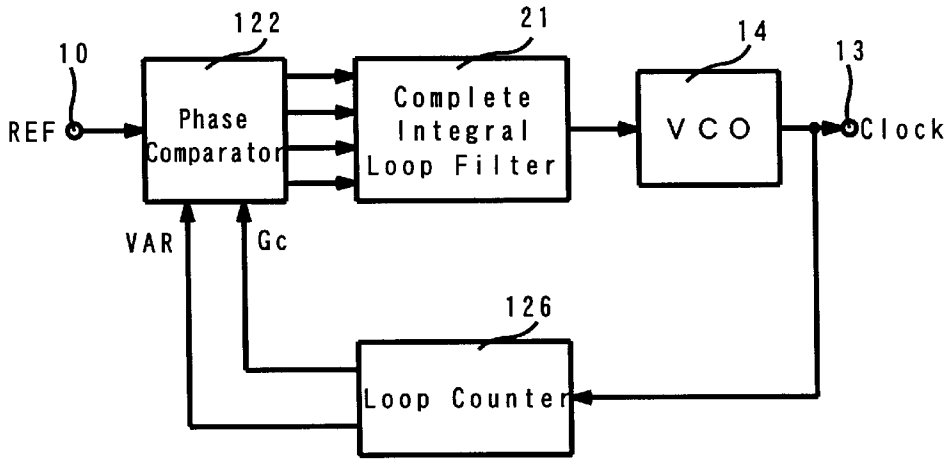 122
21
14
13
10
REF
Phase
Comparator
Complete
Integral
Loop Filter
VCO
Clock
VAR
Gc
126
Loop Counter